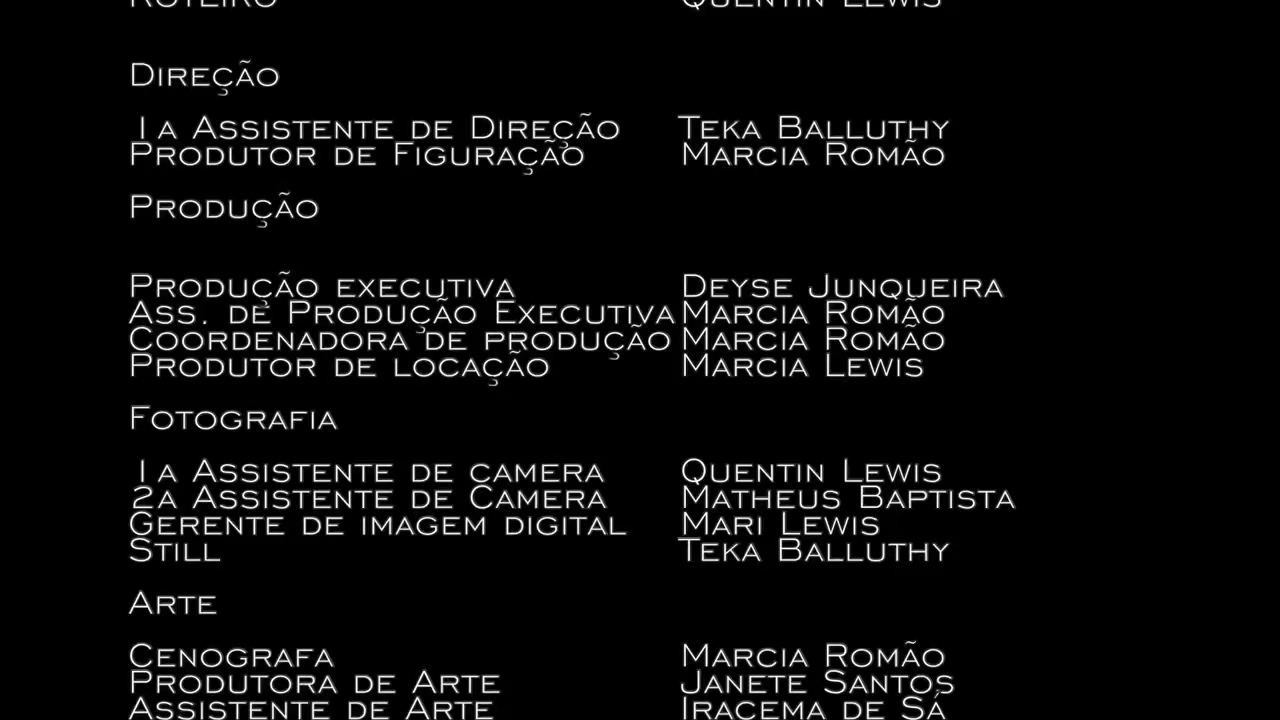 Roteiro Quentin Lewis
Direção
1a Assistente de Direção Teka Balluthy
Produtor de Figuração Marcia Romão
Produção
Produção executiva Deyse Junqueira
Ass. de Produção Executiva Marcia Romão
Coordenadora de produção Marcia Romão
Produtor de locação Marcia Lewis
Fotografia
1a Assistente de camera Quentin Lewis
2a Assistente de Camera Matheus Baptista
Gerente de imagem digital Mari Lewis
Still Teka Balluthy
Arte
Cenografa Marcia Romão
Produtora de Arte Janete Santos
Assistente de Arte Iracema de Sá